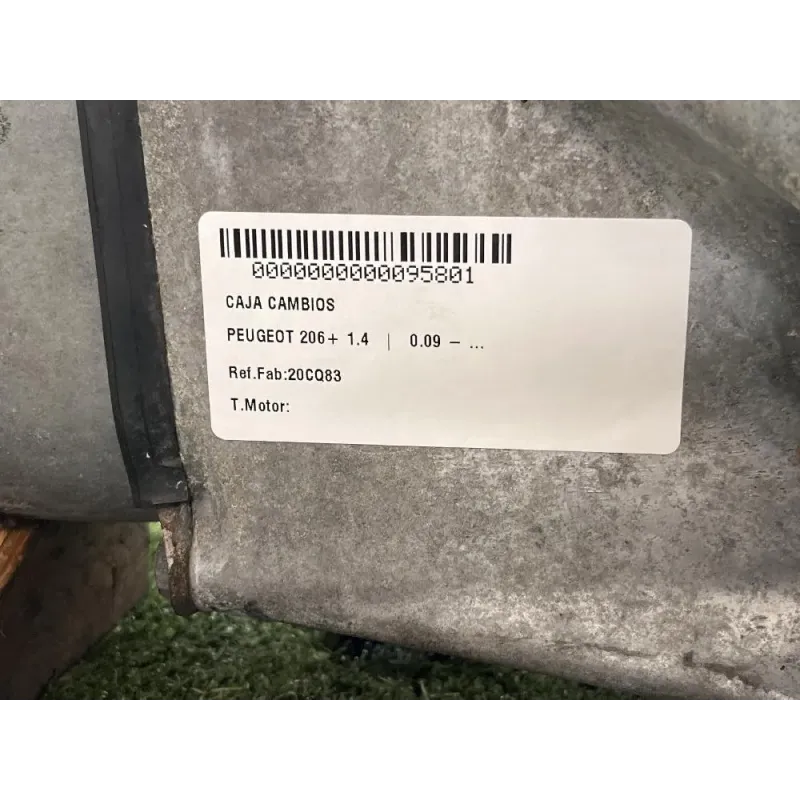 0000000000095801
CAJA CAMBIOS
PEUGEOT 206+ 1.4 | 0.09 – ...
Ref.Fab:20CQ83
T.Motor: